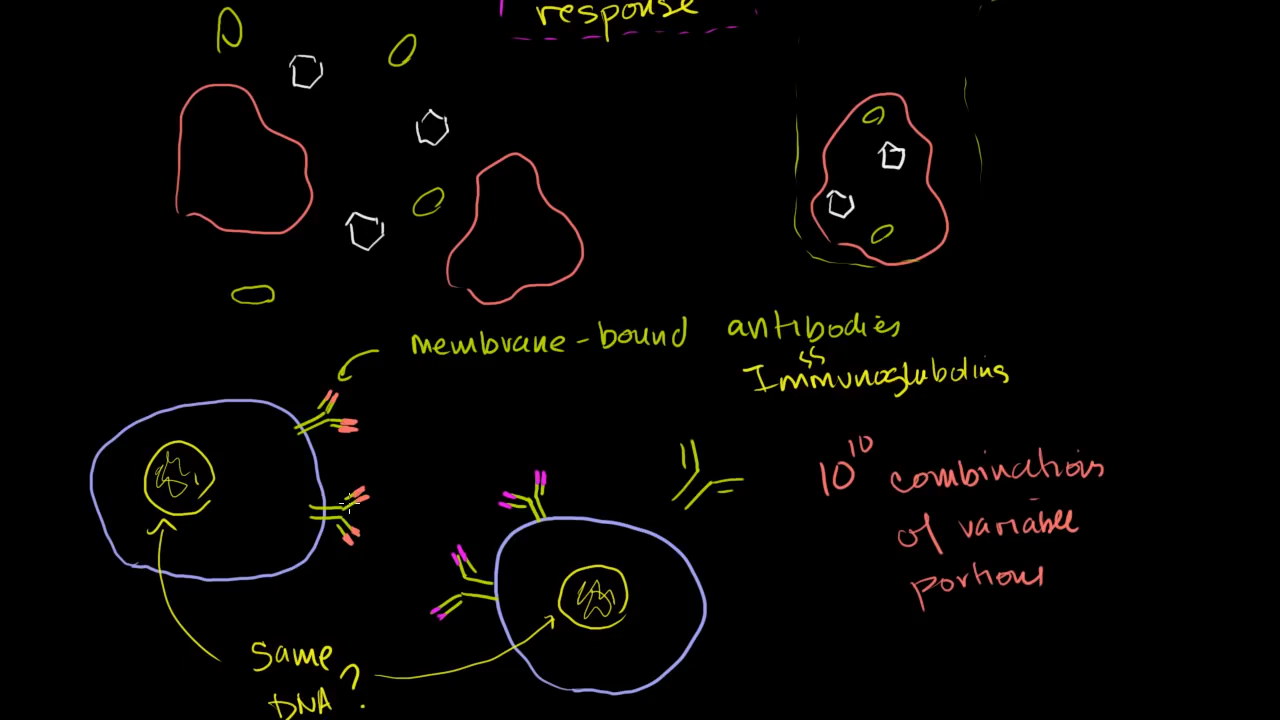 response
membrane-bound antibodies
Immunoglobulins
10^10 combinations
of variable
portions
Same
DNA?